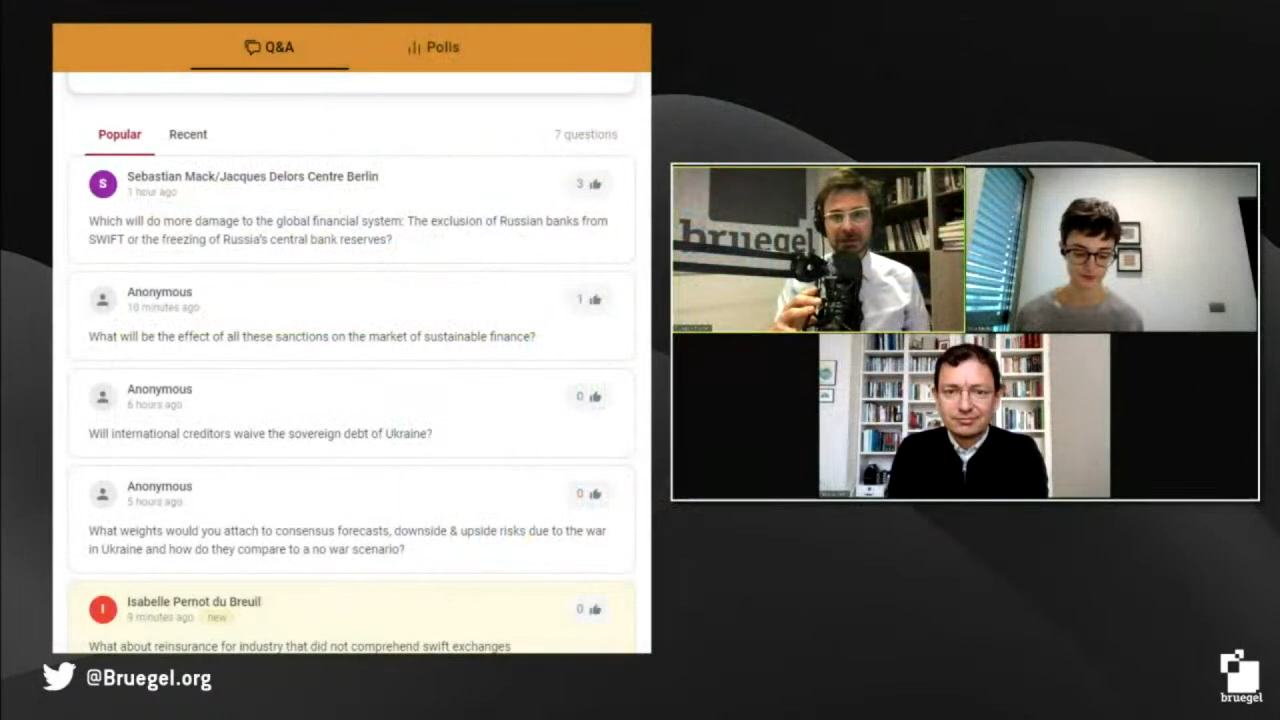 Q&A
Polls
Popular
Recent
7 questions
S
Sebastian Mack/Jacques Delors Centre Berlin
1 hour ago
3
Which will do more damage to the global financial system: The exclusion of Russian banks from
SWIFT or the freezing of Russia's central bank reserves?
Anonymous
10 minutes ago
1
What will be the effect of all these sanctions on the market of sustainable finance?
Anonymous
6 hours ago
0
Will international creditors waive the sovereign debt of Ukraine?
Anonymous
5 hours ago
0
What weights would you attach to consensus forecasts, downside & upside risks due to the war
in Ukraine and how do they compare to a no war scenario?
I
Isabelle Pernot du Breuil
9 minutes ago new
0
What about reinsurance for industry that did not comprehend swift exchanges
bruegel
@Bruegel.org
bruegel